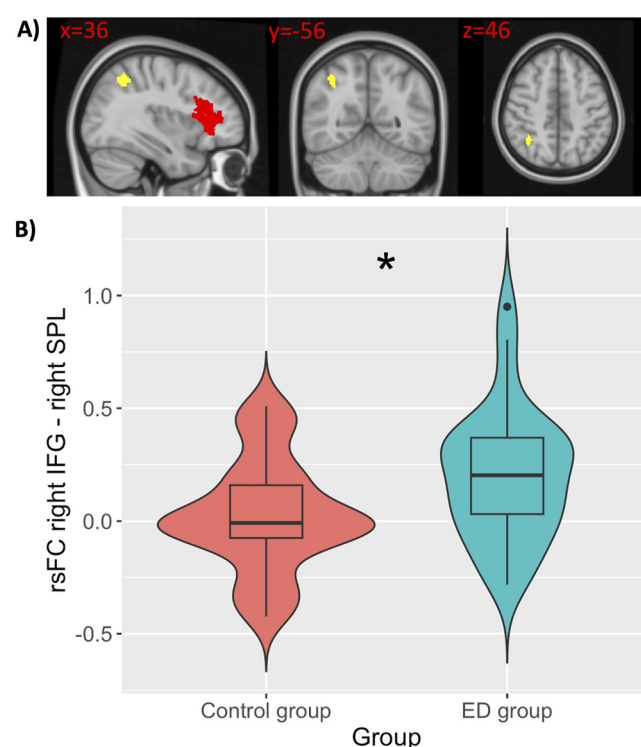 A)
x=36
y=-56
z=46
B)
*
rsFC right IFG - right SPL
1.0
0.5
0.0
-0.5
Control group
ED group
Group